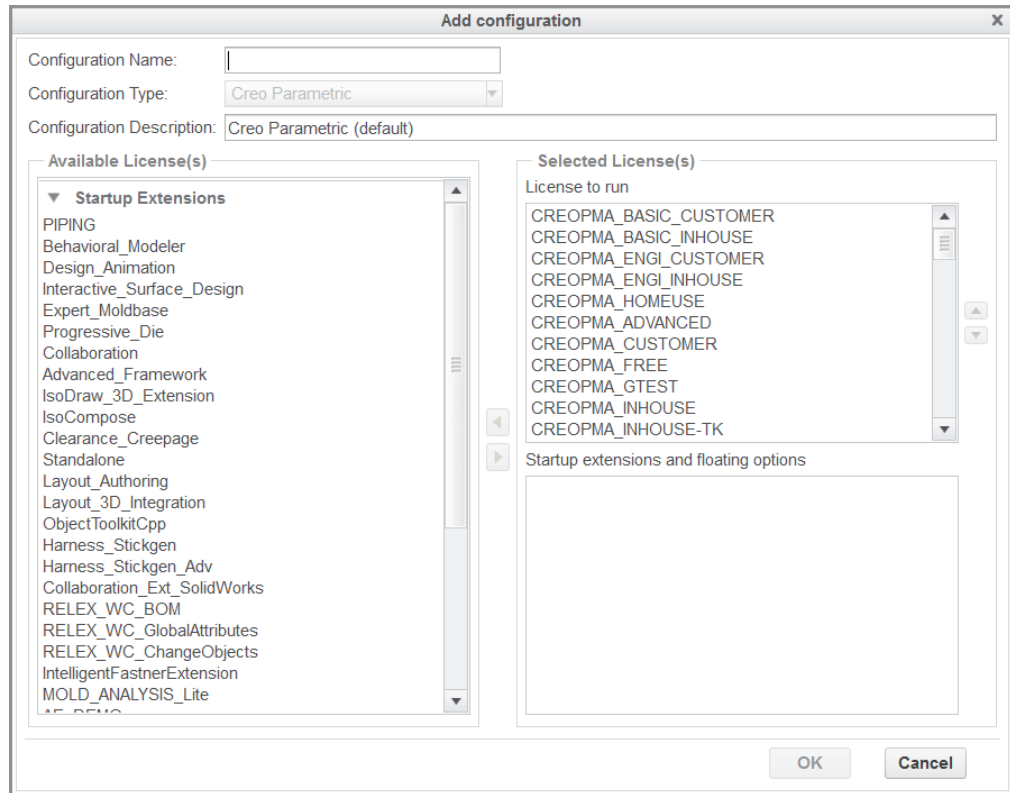 Add configuration
Configuration Name:
Configuration Type: Creo Parametric
Configuration Description: Creo Parametric (default)
Available License(s)
Startup Extensions
PIPING
Behavioral_Modeler
Design_Animation
Interactive_Surface_Design
Expert_Moldbase
Progressive_Die
Collaboration
Advanced_Framework
IsoDraw_3D_Extension
IsoCompose
Clearance_Creepage
Standalone
Layout_Authoring
Layout_3D_Integration
ObjectToolkitCpp
Harness_Stickgen
Harness_Stickgen_Adv
Collaboration_Ext_SolidWorks
RELEX_WC_BOM
RELEX_WC_GlobalAttributes
RELEX_WC_ChangeObjects
IntelligentFastnerExtension
MOLD_ANALYSIS_Lite
Selected License(s)
License to run
CREOPMA_BASIC_CUSTOMER
CREOPMA_BASIC_INHOUSE
CREOPMA_ENGI_CUSTOMER
CREOPMA_ENGI_INHOUSE
CREOPMA_HOMEUSE
CREOPMA_ADVANCED
CREOPMA_CUSTOMER
CREOPMA_FREE
CREOPMA_GTEST
CREOPMA_INHOUSE
CREOPMA_INHOUSE-TK
Startup extensions and floating options
OK
Cancel